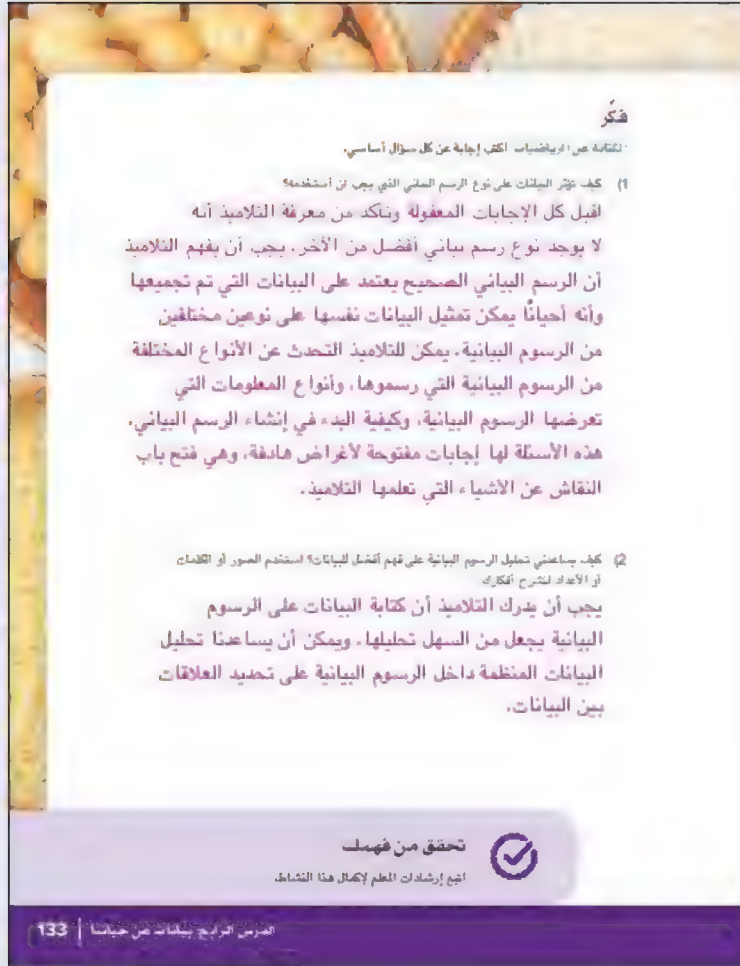 فكّر
الكتابة عن الرياضيات اكتب إجابة عن كل سؤال أساسي.
1) كيف تؤثر البيانات على نوع الرسم البياني الذي يجب أن أستخدمه؟
اقبل كل الإجابات المعقولة وتأكد من معرفة التلاميذ أنه
لا يوجد نوع رسم بياني أفضل من الآخر. يجب أن يفهم التلاميذ
أن الرسم البياني الصحيح يعتمد على البيانات التي تم تجميعها
وأنه أحيانًا يمكن تمثيل البيانات نفسها على نوعين مختلفين
من الرسوم البيانية. يمكن للتلاميذ التحدث عن الأنواع المختلفة
من الرسوم البيانية التي رسموها، وأنواع المعلومات التي
تعرضها الرسوم البيانية، وكيفية البدء في إنشاء الرسم البياني.
هذه الأسئلة لها إجابات مفتوحة لأغراض هادفة، وهي فتح باب
النقاش عن الأشياء التي تعلمها التلاميذ.
2) كيف يساعدني تحليل الرسوم البيانية على فهم أفضل للبيانات؟ استخدم الصور أو الكلمات
أو الأعداد لشرح أفكارك
يجب أن يدرك التلاميذ أن كتابة البيانات على الرسوم
البيانية يجعل من السهل تحليلها. ويمكن أن يساعدنا تحليل
البيانات المنظمة داخل الرسوم البيانية على تحديد العلاقات
بين البيانات.
تحقق من فهمك
اتبع إرشادات المعلم لإكمال هذا النشاط.
الدرس الرابع: بيانات من حياتنا | 133